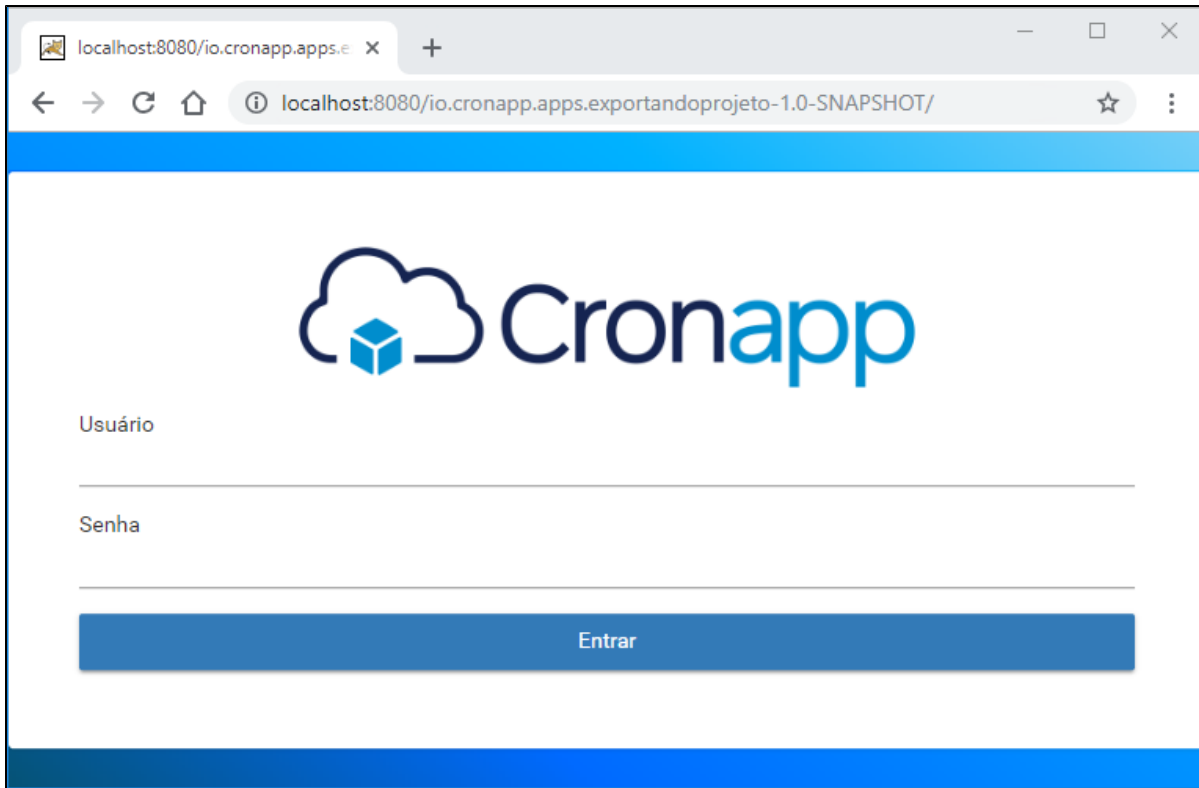 localhost:8080/io.cronapp.apps.e
localhost:8080/io.cronapp.apps.exportandoprojeto-1.0-SNAPSHOT/
Cronapp
Usuário
Senha
Entrar